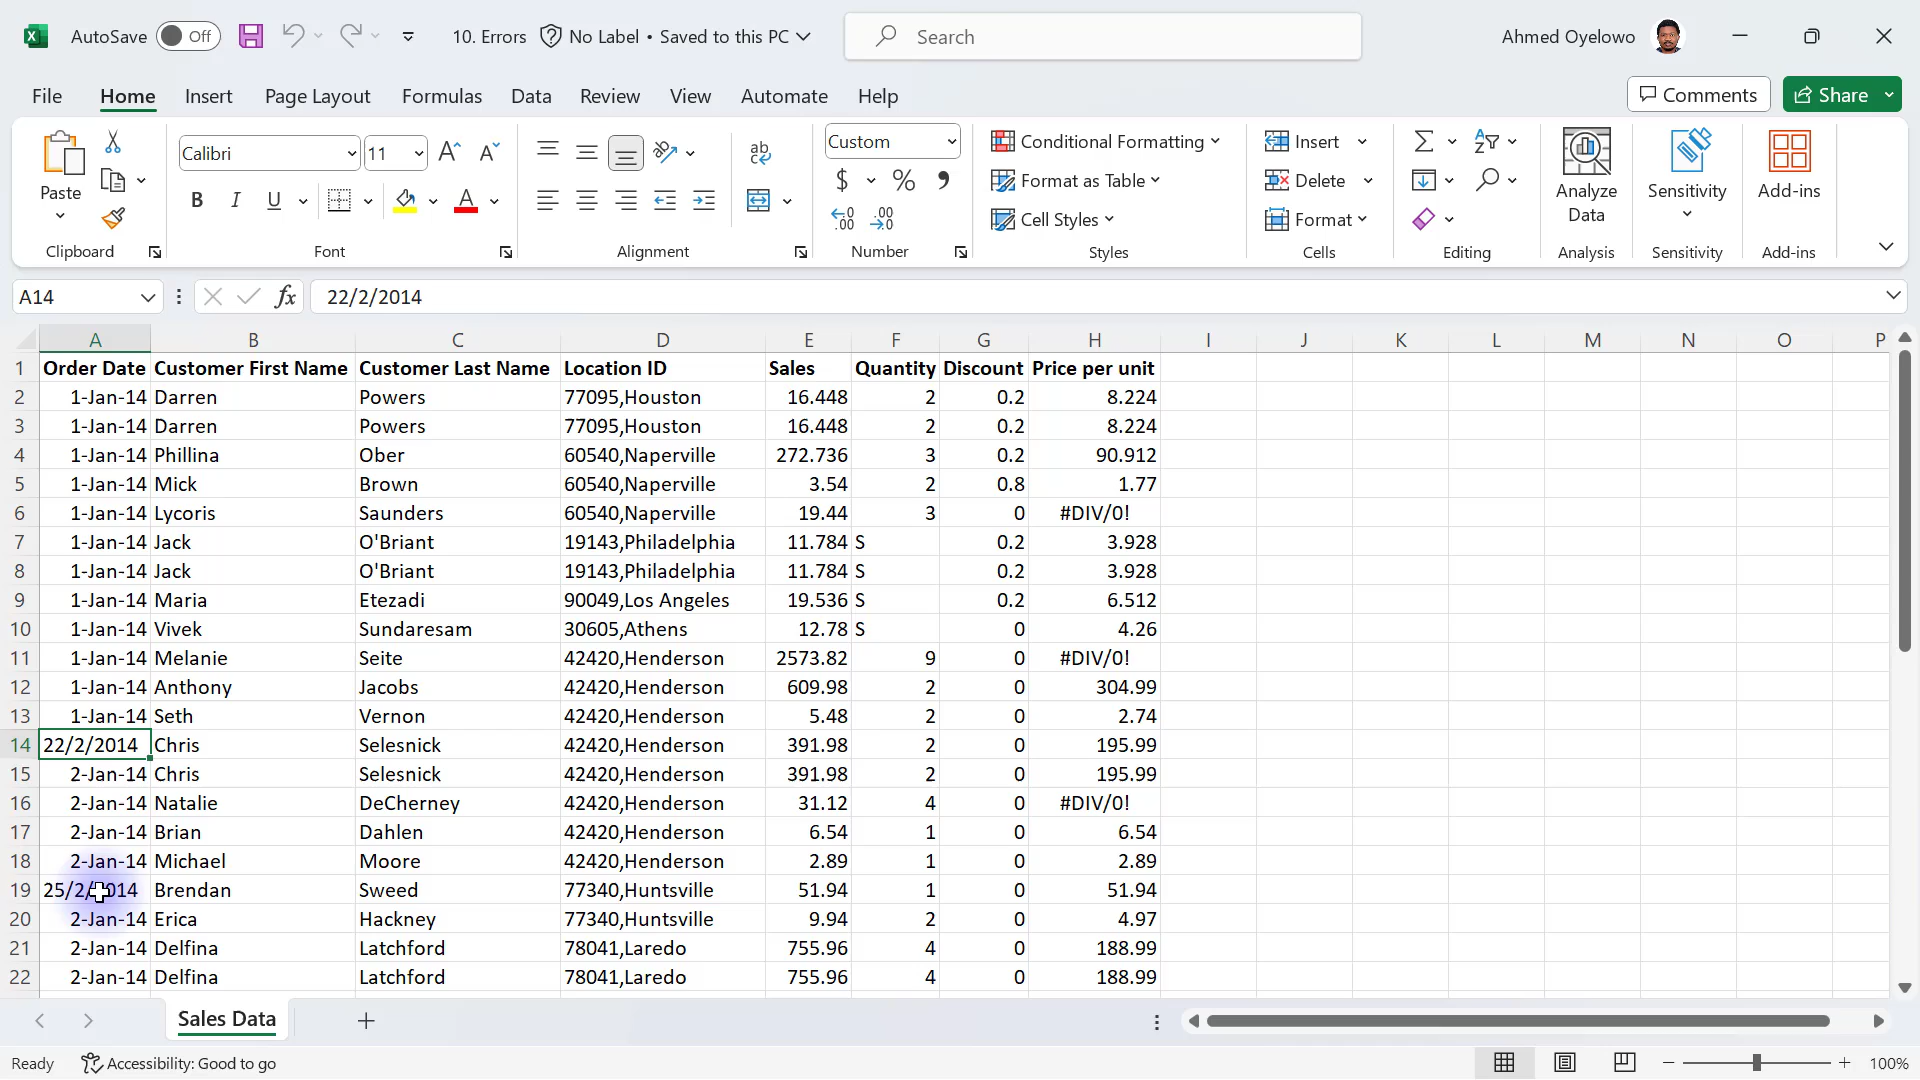 AutoSave Off 10. Errors No Label • Saved to this PC Search Ahmed Oyelowo
File Home Insert Page Layout Formulas Data Review View Automate Help Comments Share
Paste Calibri 11 Custom Conditional Formatting Format as Table Cell Styles Insert Delete Format Analyze Data Sensitivity Add-ins
Clipboard Font Alignment Number Styles Cells Editing Analysis Sensitivity Add-ins
A14 fx 22/2/2014
A B C D E F G H I J K L M N O P
1 Order Date Customer First Name Customer Last Name Location ID Sales Quantity Discount Price per unit
2 1-Jan-14 Darren Powers 77095,Houston 16.448 2 0.2 8.224
3 1-Jan-14 Darren Powers 77095,Houston 16.448 2 0.2 8.224
4 1-Jan-14 Phillina Ober 60540,Naperville 272.736 3 0.2 90.912
5 1-Jan-14 Mick Brown 60540,Naperville 3.54 2 0.8 1.77
6 1-Jan-14 Lycoris Saunders 60540,Naperville 19.44 3 0 #DIV/0!
7 1-Jan-14 Jack O'Briant 19143,Philadelphia 11.784 S 0.2 3.928
8 1-Jan-14 Jack O'Briant 19143,Philadelphia 11.784 S 0.2 3.928
9 1-Jan-14 Maria Etezadi 90049,Los Angeles 19.536 S 0.2 6.512
10 1-Jan-14 Vivek Sundaresam 30605,Athens 12.78 S 0 4.26
11 1-Jan-14 Melanie Seite 42420,Henderson 2573.82 9 0 #DIV/0!
12 1-Jan-14 Anthony Jacobs 42420,Henderson 609.98 2 0 304.99
13 1-Jan-14 Seth Vernon 42420,Henderson 5.48 2 0 2.74
14 22/2/2014 Chris Selesnick 42420,Henderson 391.98 2 0 195.99
15 2-Jan-14 Chris Selesnick 42420,Henderson 391.98 2 0 195.99
16 2-Jan-14 Natalie DeCherney 42420,Henderson 31.12 4 0 #DIV/0!
17 2-Jan-14 Brian Dahlen 42420,Henderson 6.54 1 0 6.54
18 2-Jan-14 Michael Moore 42420,Henderson 2.89 1 0 2.89
19 25/2/2014 Brendan Sweed 77340,Huntsville 51.94 1 0 51.94
20 2-Jan-14 Erica Hackney 77340,Huntsville 9.94 2 0 4.97
21 2-Jan-14 Delfina Latchford 78041,Laredo 755.96 4 0 188.99
22 2-Jan-14 Delfina Latchford 78041,Laredo 755.96 4 0 188.99
Sales Data
Ready Accessibility: Good to go 100%